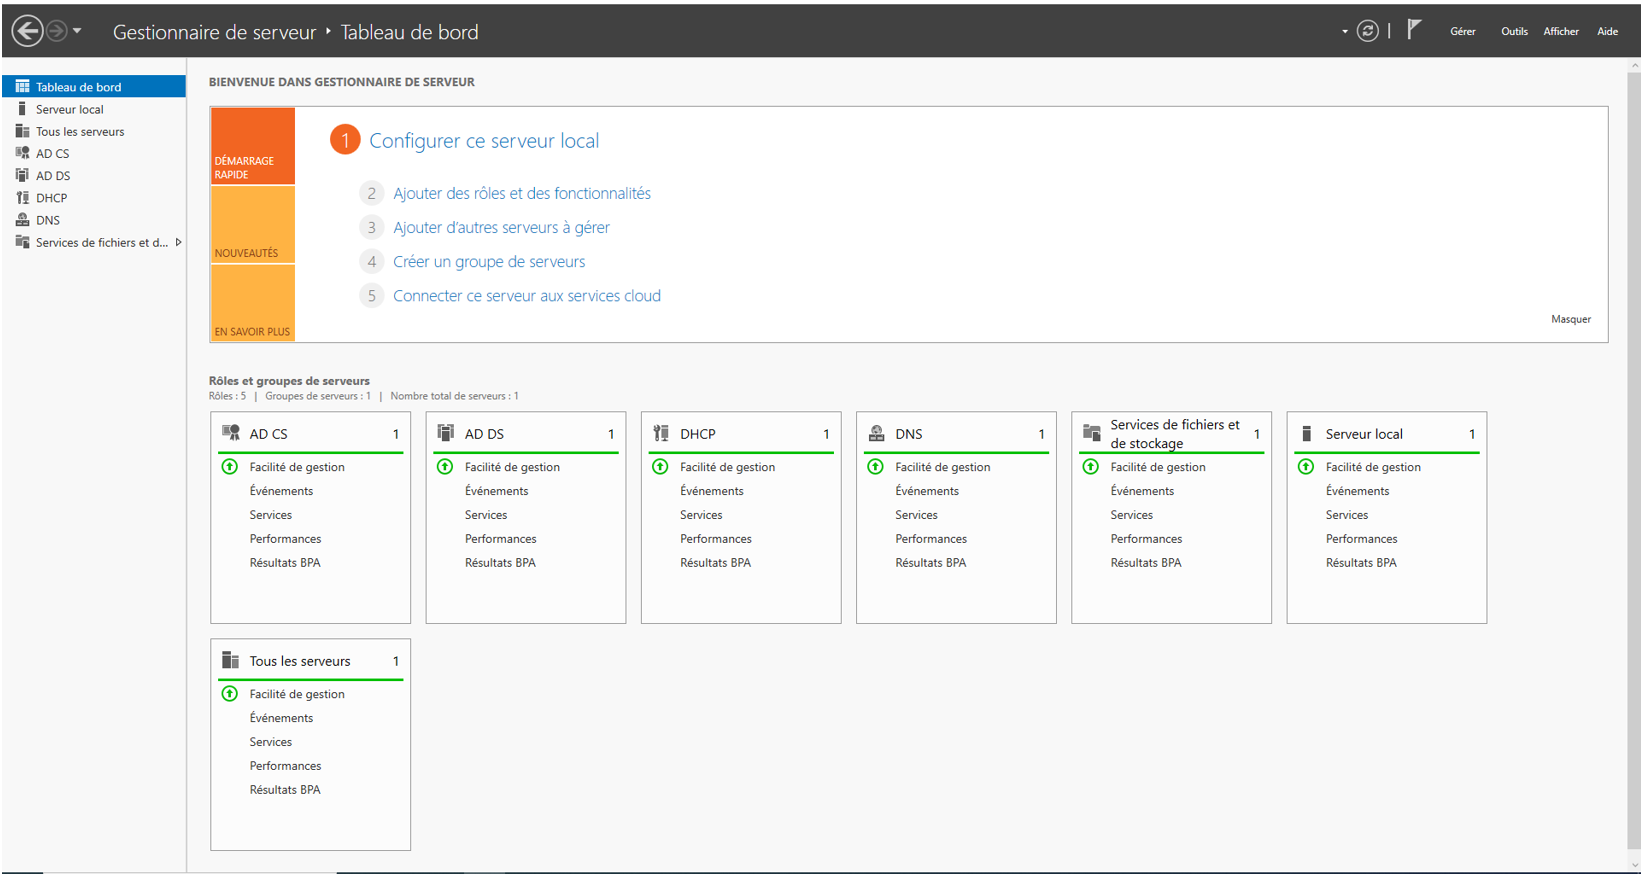 Gestionnaire de serveur ‣ Tableau de bord
Gérer Outils Afficher Aide
Tableau de bord
Serveur local
Tous les serveurs
AD CS
AD DS
DHCP
DNS
Services de fichiers et d...
BIENVENUE DANS GESTIONNAIRE DE SERVEUR
DÉMARRAGE
RAPIDE
NOUVEAUTÉS
EN SAVOIR PLUS
1 Configurer ce serveur local
2 Ajouter des rôles et des fonctionnalités
3 Ajouter d’autres serveurs à gérer
4 Créer un groupe de serveurs
5 Connecter ce serveur aux services cloud
Masquer
Rôles et groupes de serveurs
Rôles : 5 | Groupes de serveurs : 1 | Nombre total de serveurs : 1
AD CS 1
Facilité de gestion
Événements
Services
Performances
Résultats BPA
AD DS 1
Facilité de gestion
Événements
Services
Performances
Résultats BPA
DHCP 1
Facilité de gestion
Événements
Services
Performances
Résultats BPA
DNS 1
Facilité de gestion
Événements
Services
Performances
Résultats BPA
Services de fichiers et
de stockage 1
Facilité de gestion
Événements
Services
Performances
Résultats BPA
Serveur local 1
Facilité de gestion
Événements
Services
Performances
Résultats BPA
Tous les serveurs 1
Facilité de gestion
Événements
Services
Performances
Résultats BPA